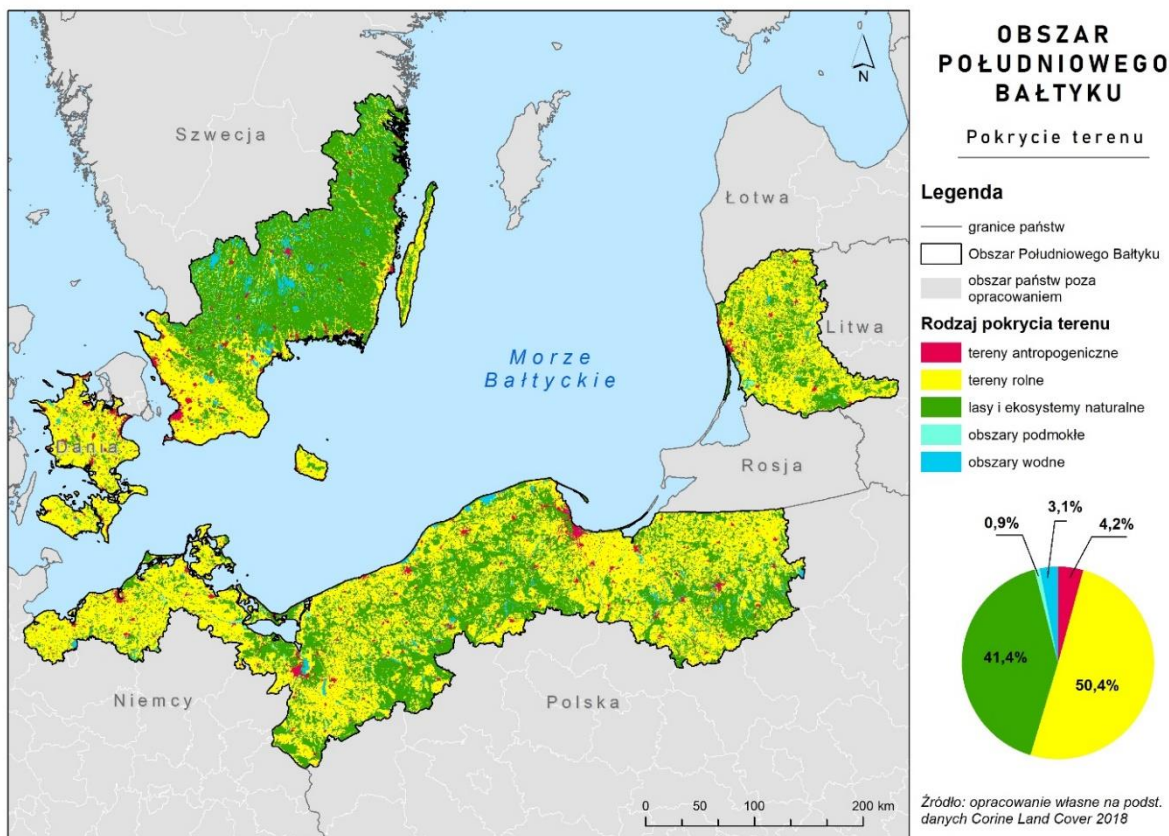 OBSZAR
POŁUDNIOWEGO
BAŁTYKU
Pokrycie terenu
Legenda
granice państw
Obszar Południowego Bałtyku
obszar państw poza
opracowaniem
Rodzaj pokrycia terenu
tereny antropogeniczne
tereny rolne
lasy i ekosystemy naturalne
obszary podmokłe
obszary wodne
0,9%
3,1%
4,2%
41,4%
50,4%
Źródło: opracowanie własne na podst.
danych Corine Land Cover 2018
N
Szwecja
Łotwa
Litwa
Morze
Bałtyckie
Dania
Rosja
Niemcy
Polska
0 50 100 200 km